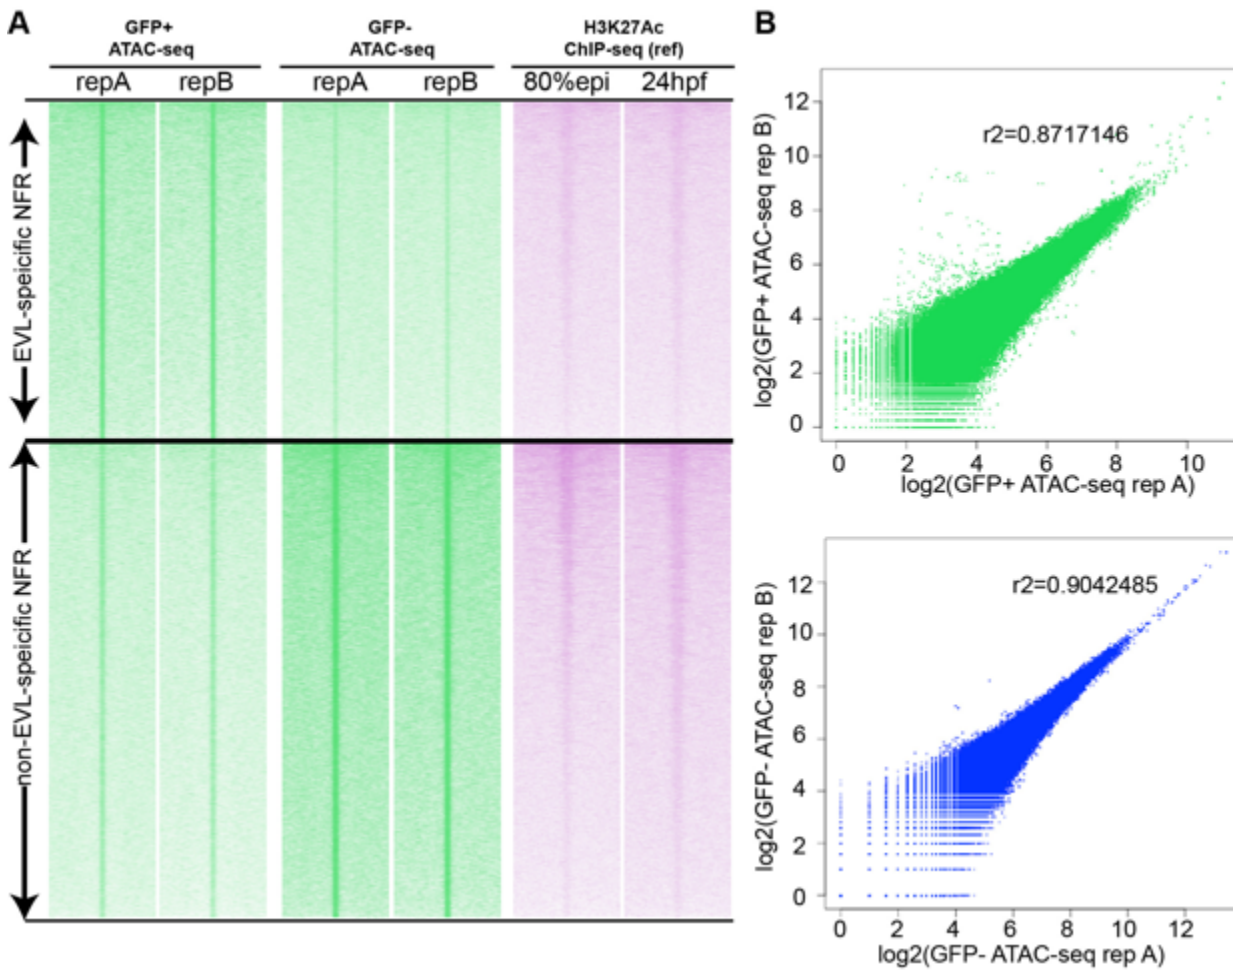 A
GFP+
ATAC-seq
GFP-
ATAC-seq
H3K27Ac
ChIP-seq (ref)
repA
repB
repA
repB
80%epi
24hpf
EVL-speicific NFR
non-EVL-specific NFR
B
r2=0.8717146
log2(GFP+ ATAC-seq rep B)
12
10
8
6
4
2
0
0 2 4 6 8 10
log2(GFP+ ATAC-seq rep A)
r2=0.9042485
log2(GFP- ATAC-seq rep B)
12
10
8
6
4
2
0
0 2 4 6 8 10 12
log2(GFP- ATAC-seq rep A)